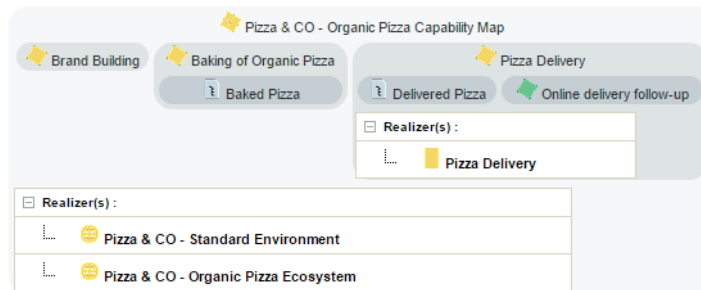 Pizza & CO - Organic Pizza Capability Map
Brand Building
Baking of Organic Pizza
Pizza Delivery
Baked Pizza
Delivered Pizza
Online delivery follow-up
Realizer(s) :
Pizza Delivery
Realizer(s) :
Pizza & CO - Standard Environment
Pizza & CO - Organic Pizza Ecosystem